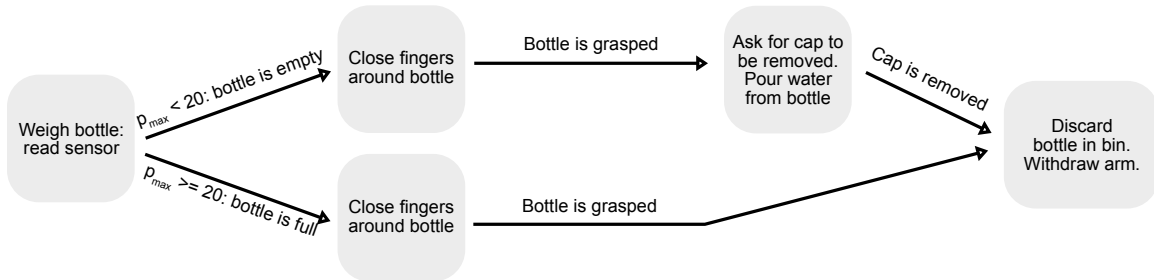 Weigh bottle:
read sensor
p_max < 20: bottle is empty
p_max >= 20: bottle is full
Close fingers
around bottle
Bottle is grasped
Ask for cap to
be removed.
Pour water
from bottle
Cap is removed
Close fingers
around bottle
Bottle is grasped
Discard
bottle in bin.
Withdraw arm.